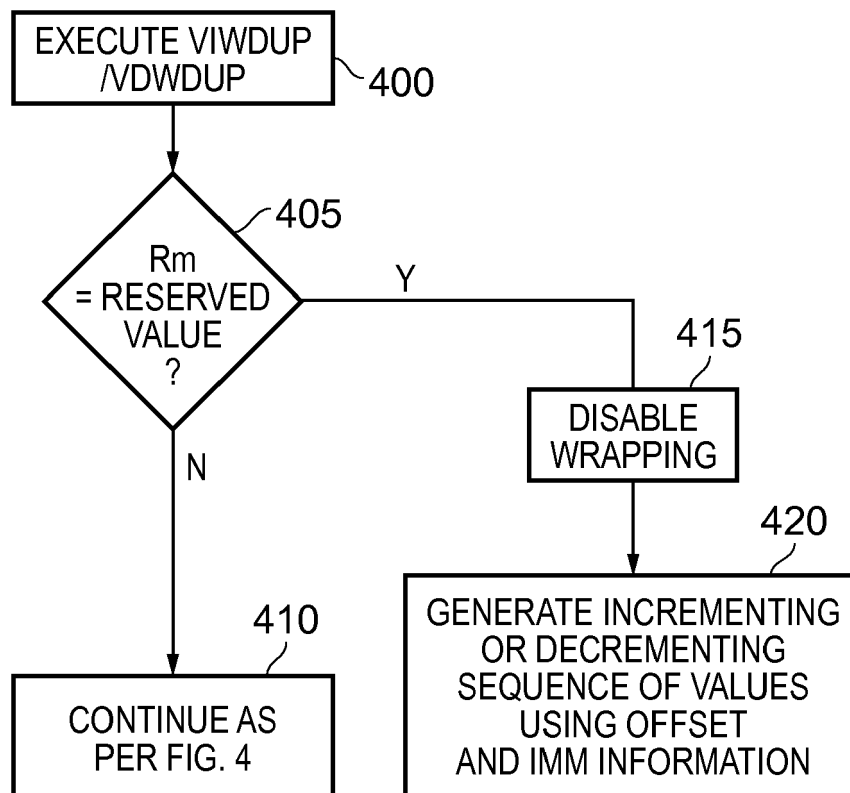 EXECUTE VIWDUP
/VDWDUP
400
405
Rm
= RESERVED
VALUE
?
Y
N
415
DISABLE
WRAPPING
420
GENERATE INCREMENTING
OR DECREMENTING
SEQUENCE OF VALUES
USING OFFSET
AND IMM INFORMATION
410
CONTINUE AS
PER FIG. 4